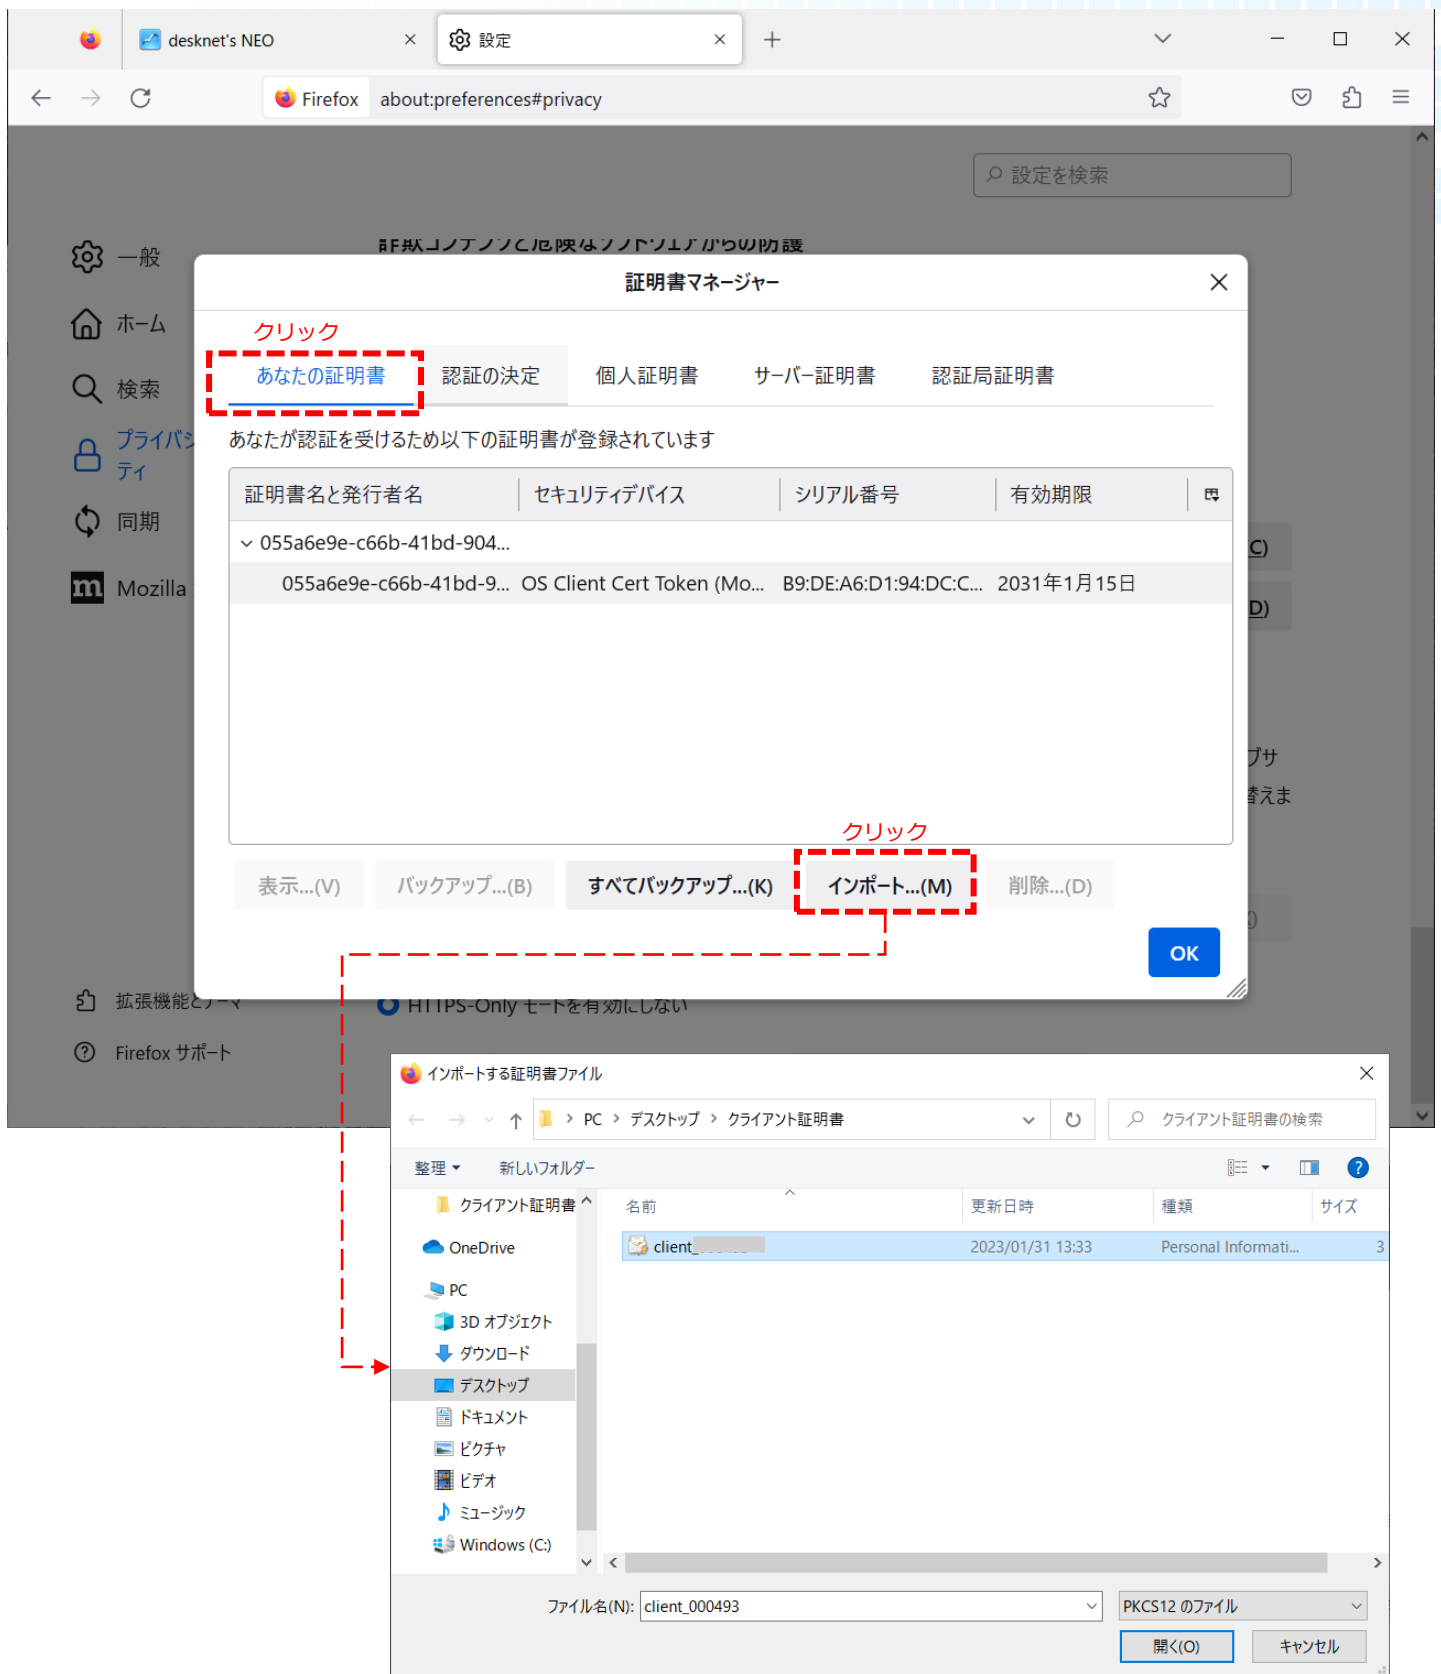 desknet's NEO
設定
Firefox
about:preferences#privacy
設定を検索
一般
ホーム
検索
プライバシ
ティ
同期
Mozilla
証明書マネージャー
クリック
あなたの証明書
認証の決定
個人証明書
サーバー証明書
認証局証明書
あなたが認証を受けるため以下の証明書が登録されています
証明書名と発行者名
セキュリティデバイス
シリアル番号
有効期限
055a6e9e-c66b-41bd-904...
055a6e9e-c66b-41bd-9...
OS Client Cert Token (Mo...
B9:DE:A6:D1:94:DC:C...
2031年1月15日
C)
D)
ブサ
替えま
クリック
表示...(V)
バックアップ...(B)
すべてバックアップ...(K)
インポート...(M)
削除...(D)
OK
拡張機能とテーマ
HTTPS-Only モードを有効にしない
Firefox サポート
インポートする証明書ファイル
PC
デスクトップ
クライアント証明書
クライアント証明書の検索
整理
新しいフォルダー
クライアント証明書
名前
更新日時
種類
サイズ
client_
2023/01/31 13:33
Personal Informati...
3
OneDrive
PC
3D オブジェクト
ダウンロード
デスクトップ
ドキュメント
ピクチャ
ビデオ
ミュージック
Windows (C:)
ファイル名(N):
client_000493
PKCS12 のファイル
開く(O)
キャンセル